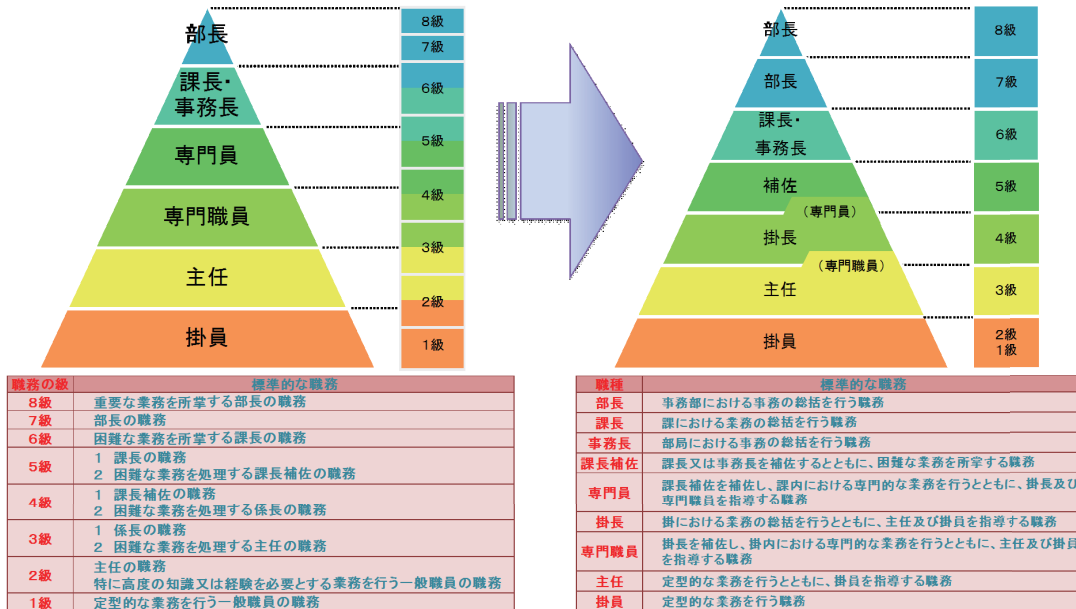 部長
課長・
事務長
専門員
専門職員
主任
掛員
8級
7級
6級
5級
4級
3級
2級
1級
部長
部長
課長・
事務長
補佐
(専門員)
掛長
(専門職員)
主任
掛員
8級
7級
6級
5級
4級
3級
2級
1級
職務の級 標準的な職務
8級 重要な業務を所掌する部長の職務
7級 部長の職務
6級 困難な業務を所掌する課長の職務
5級 1 課長の職務
2 困難な業務を処理する課長補佐の職務
4級 1 課長補佐の職務
2 困難な業務を処理する係長の職務
3級 1 係長の職務
2 困難な業務を処理する主任の職務
2級 主任の職務
特に高度の知識又は経験を必要とする業務を行う一般職員の職務
1級 定型的な業務を行う一般職員の職務
職種 標準的な職務
部長 事務部における事務の総括を行う職務
課長 課における業務の総括を行う職務
事務長 部局における事務の総括を行う職務
課長補佐 課長又は事務長を補佐するとともに、困難な業務を所掌する職務
専門員 課長補佐を補佐し、課内における専門的な業務を行うとともに、掛長及び
専門職員を指導する職務
掛長 掛における業務の総括を行うとともに、主任及び掛員を指導する職務
専門職員 掛長を補佐し、掛内における専門的な業務を行うとともに、主任及び掛員
を指導する職務
主任 定型的な業務を行うとともに、掛員を指導する職務
掛員 定型的な業務を行う職務